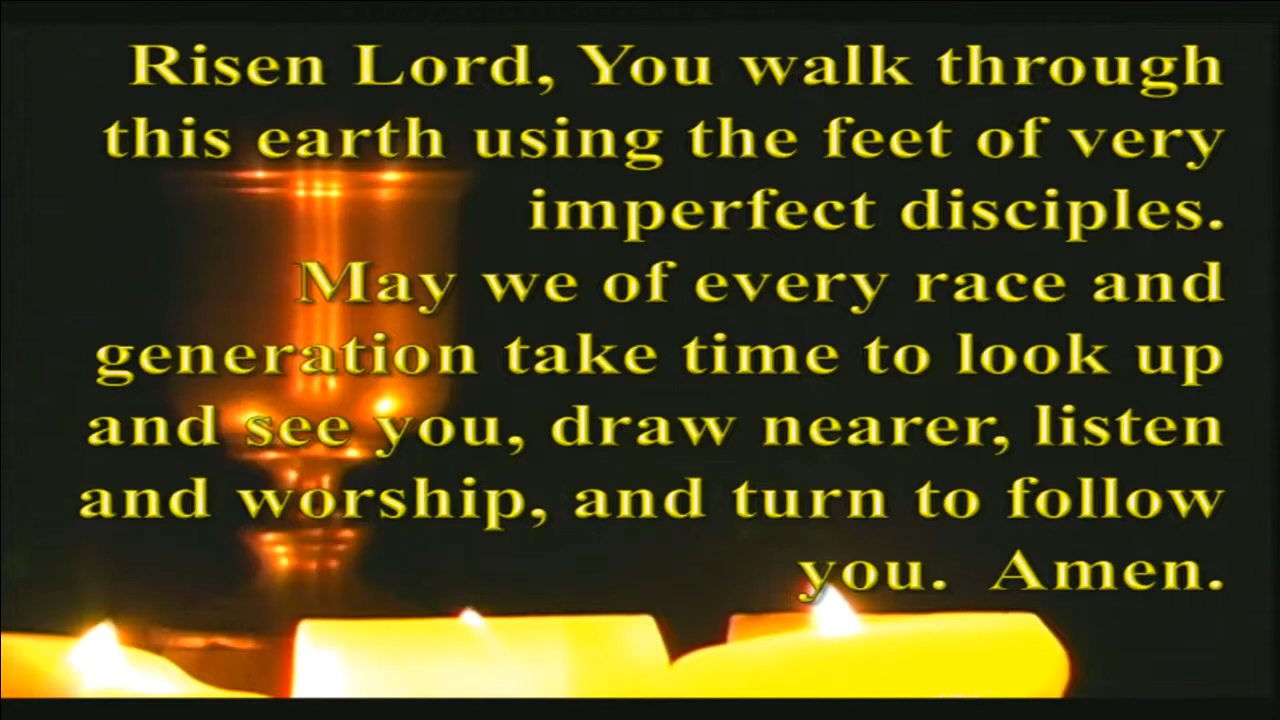 Risen Lord, You walk through
this earth using the feet of very
imperfect disciples.
May we of every race and
generation take time to look up
and see you, draw nearer, listen
and worship, and turn to follow
you.  Amen.